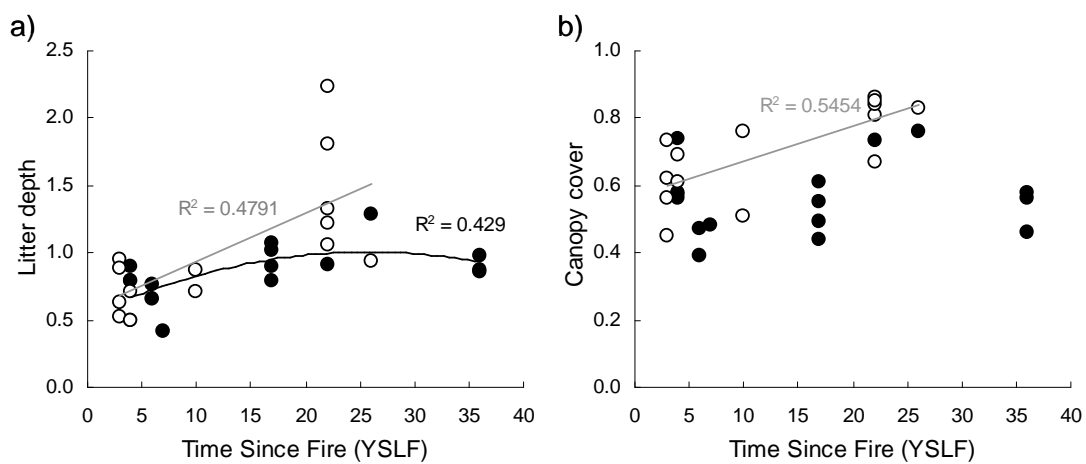 a)
2.5
2.0
1.5
1.0
0.5
0.0
Litter depth
R² = 0.4791
R² = 0.429
0 5 10 15 20 25 30 35 40
Time Since Fire (YSLF)
b)
1.0
0.8
0.6
0.4
0.2
0.0
Canopy cover
R² = 0.5454
0 5 10 15 20 25 30 35 40
Time Since Fire (YSLF)